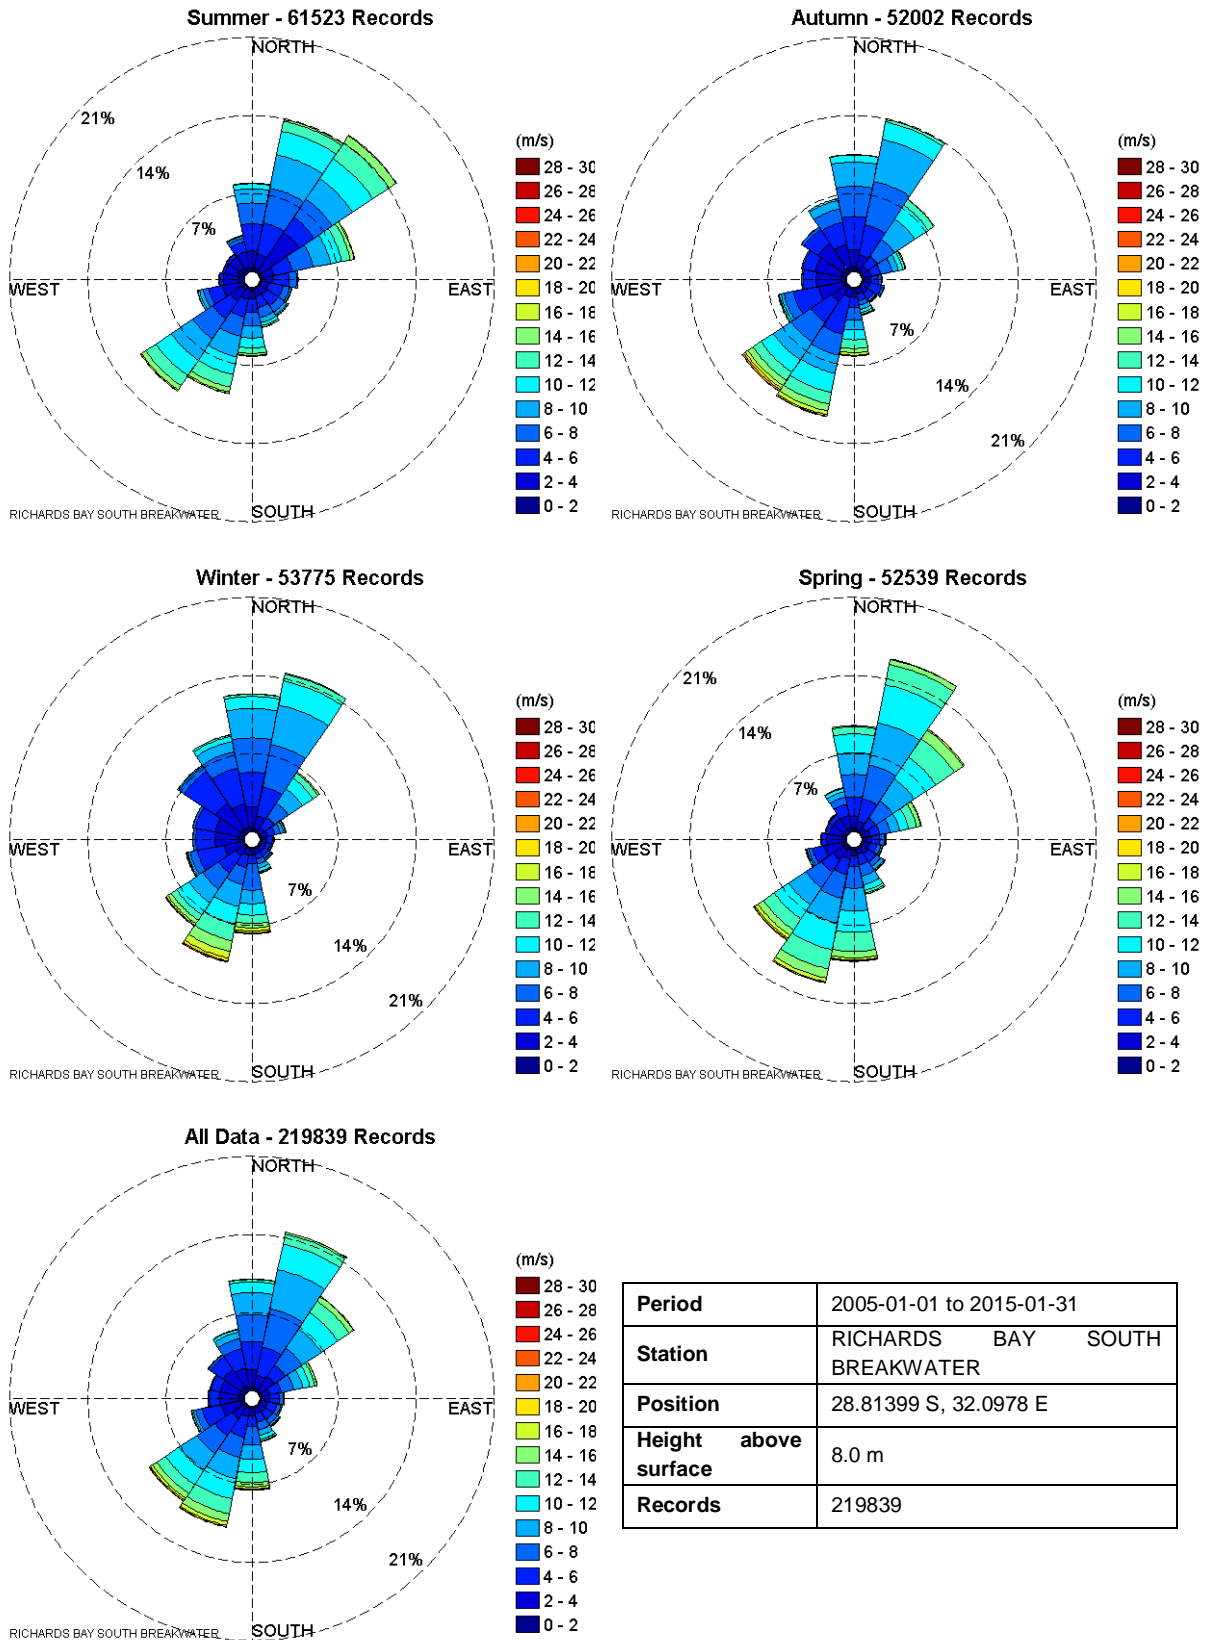 Summer - 61523 Records
NORTH
21%
14%
7%
WEST
EAST
SOUTH
RICHARDS BAY SOUTH BREAKWATER
(m/s)
28 - 30
26 - 28
24 - 26
22 - 24
20 - 22
18 - 20
16 - 18
14 - 16
12 - 14
10 - 12
8 - 10
6 - 8
4 - 6
2 - 4
0 - 2
Autumn - 52002 Records
NORTH
WEST
EAST
7%
14%
21%
SOUTH
RICHARDS BAY SOUTH BREAKWATER
(m/s)
28 - 30
26 - 28
24 - 26
22 - 24
20 - 22
18 - 20
16 - 18
14 - 16
12 - 14
10 - 12
8 - 10
6 - 8
4 - 6
2 - 4
0 - 2
Winter - 53775 Records
NORTH
WEST
EAST
7%
14%
21%
SOUTH
RICHARDS BAY SOUTH BREAKWATER
(m/s)
28 - 30
26 - 28
24 - 26
22 - 24
20 - 22
18 - 20
16 - 18
14 - 16
12 - 14
10 - 12
8 - 10
6 - 8
4 - 6
2 - 4
0 - 2
Spring - 52539 Records
NORTH
21%
14%
7%
WEST
EAST
SOUTH
RICHARDS BAY SOUTH BREAKWATER
(m/s)
28 - 30
26 - 28
24 - 26
22 - 24
20 - 22
18 - 20
16 - 18
14 - 16
12 - 14
10 - 12
8 - 10
6 - 8
4 - 6
2 - 4
0 - 2
All Data - 219839 Records
NORTH
WEST
EAST
7%
14%
21%
SOUTH
RICHARDS BAY SOUTH BREAKWATER
(m/s)
28 - 30
26 - 28
24 - 26
22 - 24
20 - 22
18 - 20
16 - 18
14 - 16
12 - 14
10 - 12
8 - 10
6 - 8
4 - 6
2 - 4
0 - 2
Period 2005-01-01 to 2015-01-31
Station RICHARDS BAY SOUTH
BREAKWATER
Position 28.81399 S, 32.0978 E
Height above
surface 8.0 m
Records 219839